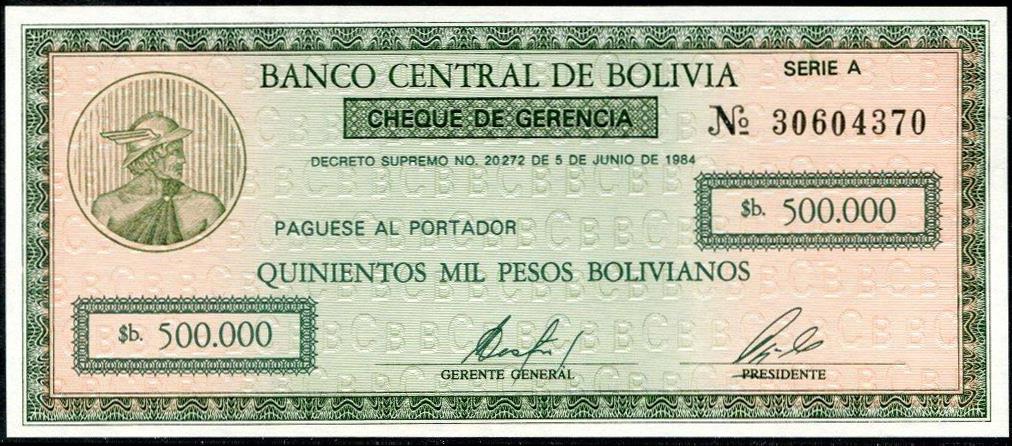 BANCO CENTRAL DE BOLIVIA
SERIE A
CHEQUE DE GERENCIA
Nº 30604370
DECRETO SUPREMO NO. 20272 DE 5 DE JUNIO DE 1984
$b. 500.000
PAGUESE AL PORTADOR
QUINIENTOS MIL PESOS BOLIVIANOS
$b. 500.000
GERENTE GENERAL
PRESIDENTE